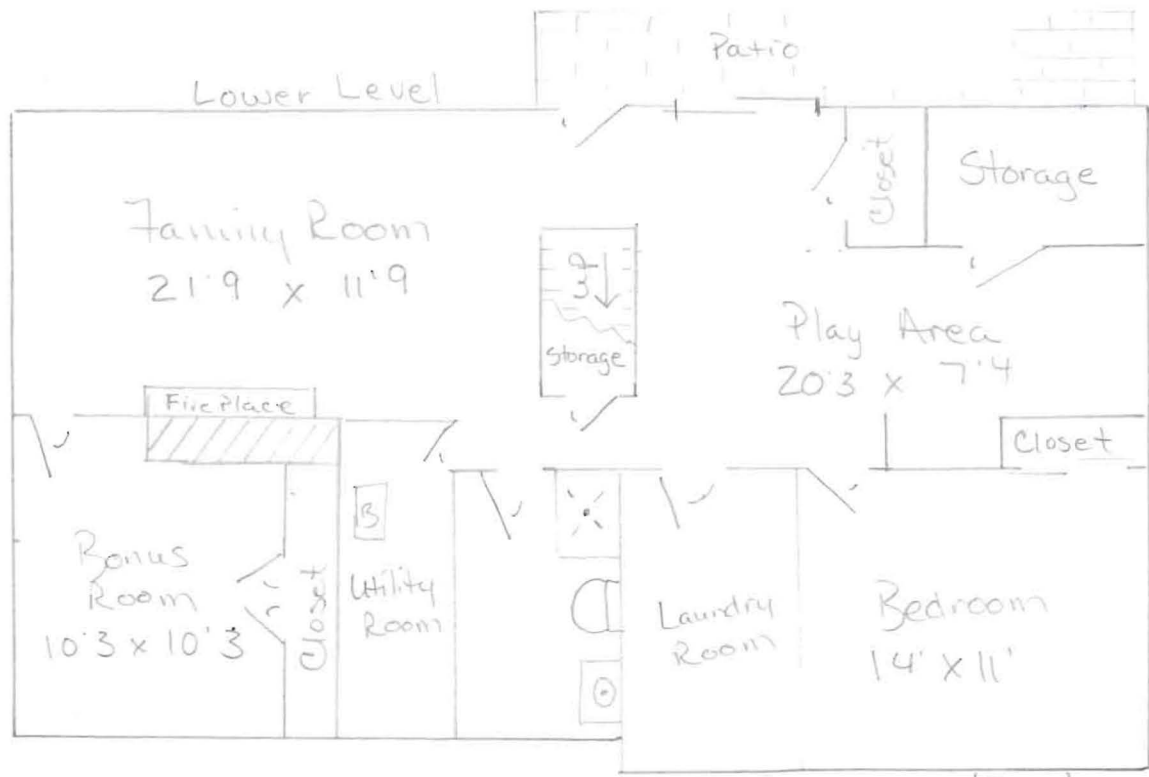 Patio
Lower Level
Closet
Storage
Family Room
21'9 x 11'9
UP
Storage
Play Area
20'3 x 7'4
Fire Place
Closet
B
Bonus
Room
10'3 x 10'3
Closet
Utility
Room
Laundry
Room
Bedroom
14' x 11'